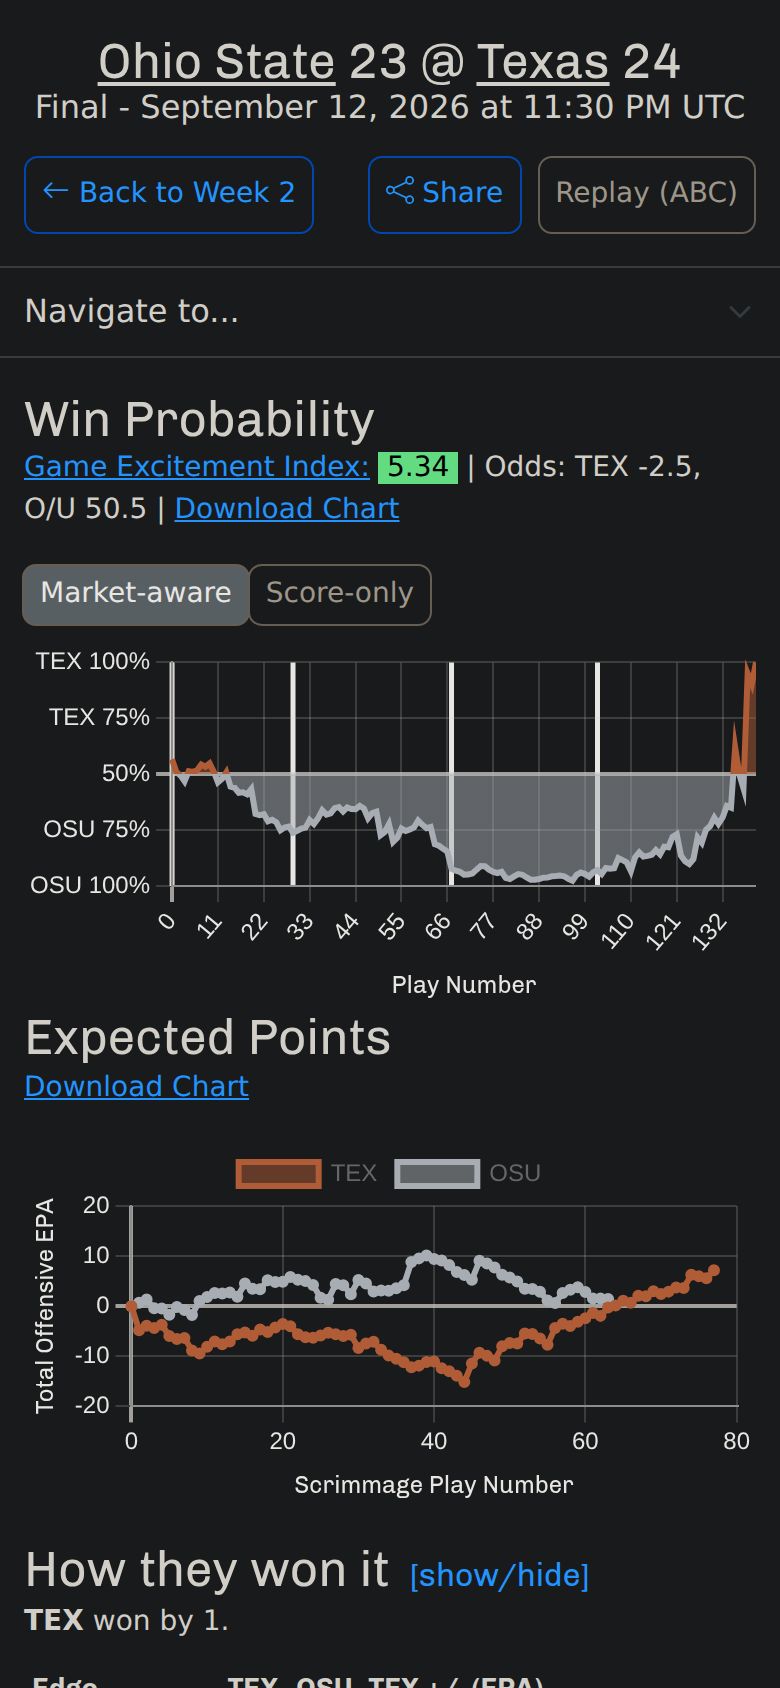 Ohio State 23 @ Texas 24
Final - September 12, 2026 at 11:30 PM UTC
← Back to Week 2
Share
Replay (ABC)
Navigate to...
Win Probability
Game Excitement Index: 5.34 | Odds: TEX -2.5,
O/U 50.5 | Download Chart
Market-aware
Score-only
TEX 100%
TEX 75%
50%
OSU 75%
OSU 100%
0 11 22 33 44 55 66 77 88 99 110 121 132
Play Number
Expected Points
Download Chart
TEX OSU
Total Offensive EPA
20
10
0
-10
-20
0 20 40 60 80
Scrimmage Play Number
How they won it [show/hide]
TEX won by 1.
Edge TEX OSU TEX +/- (EPA)